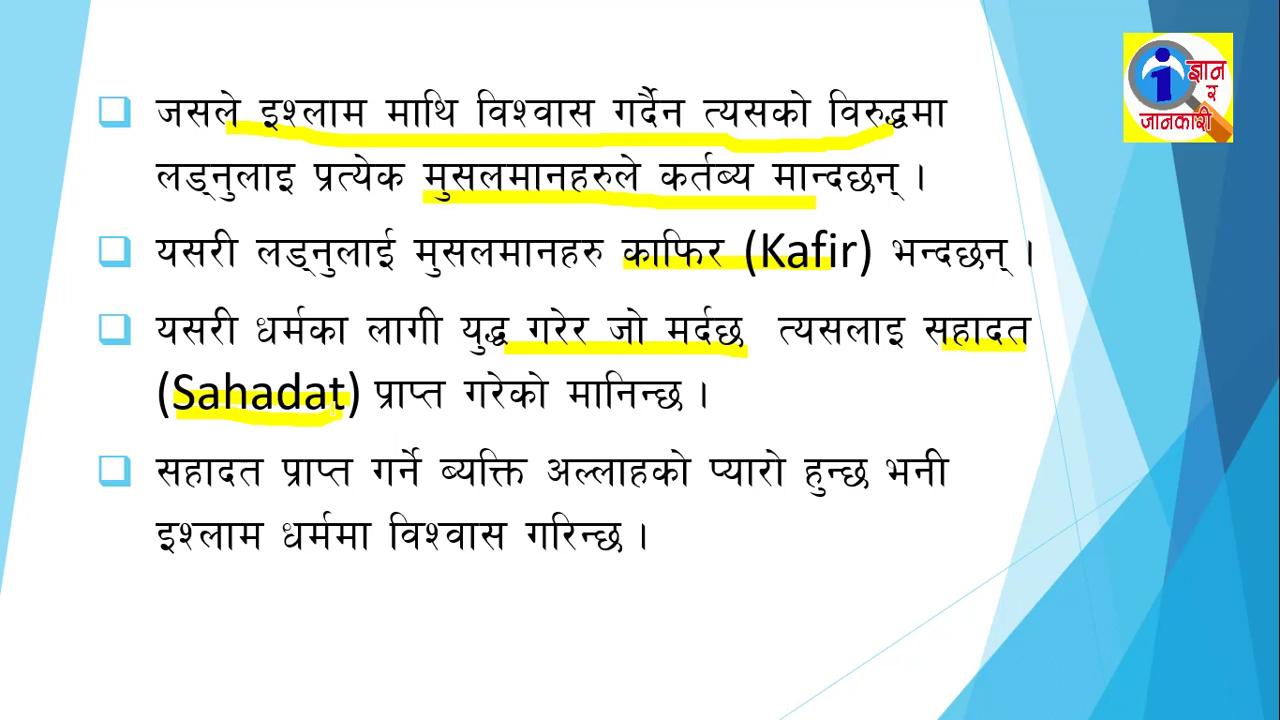 ज्ञान
र
जानकारी
जसले इश्लाम माथि विश्वास गर्दैन त्यसको विरुद्धमा
लड्नुलाइ प्रत्येक मुसलमानहरुले कर्तब्य मान्दछन् ।
यसरी लड्नुलाई मुसलमानहरु काफिर (Kafir) भन्दछन् ।
यसरी धर्मका लागी युद्ध गरेर जो मर्दछ त्यसलाइ सहादत
(Sahadat) प्राप्त गरेको मानिन्छ ।
सहादत प्राप्त गर्ने ब्यक्ति अल्लाहको प्यारो हुन्छ भनी
इश्लाम धर्ममा विश्वास गरिन्छ ।